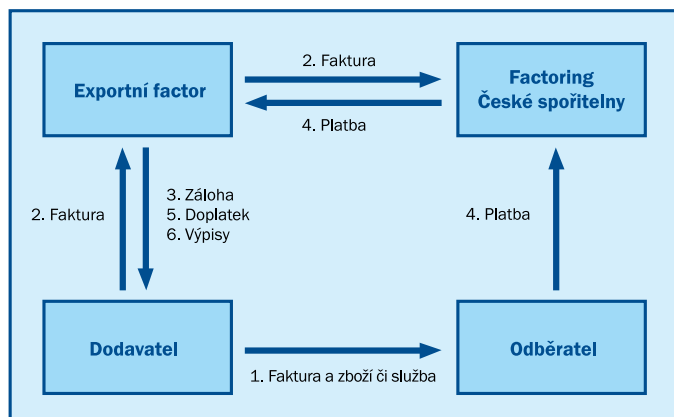 2. Faktura
Exportní factor
Factoring
České spořitelny
4. Platba
2. Faktura
3. Záloha
5. Doplatek
6. Výpisy
4. Platba
Dodavatel
Odběratel
1. Faktura a zboží či služba